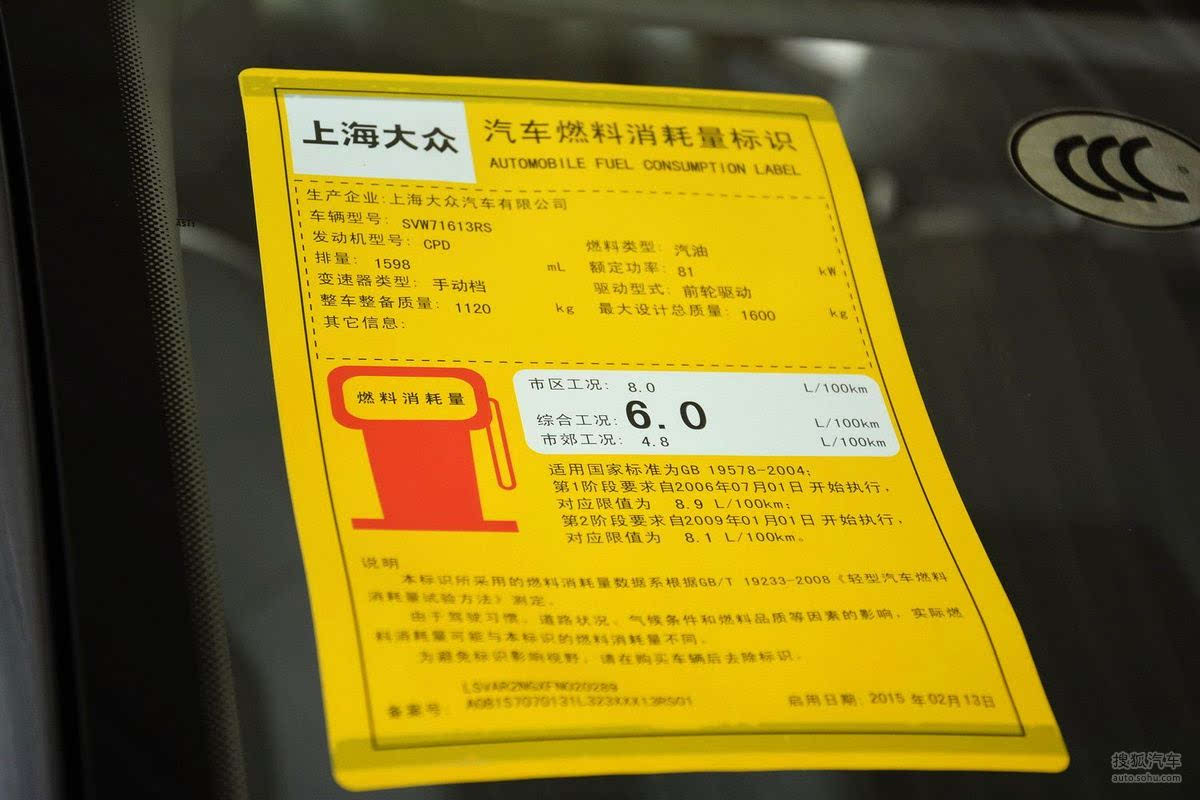 上海大众
汽车燃料消耗量标识
AUTOMOBILE FUEL CONSUMPTION LABEL
生产企业:上海大众汽车有限公司
车辆型号: SVW71613RS
发动机型号: CPD 燃料类型: 汽油
排量: 1598 mL 额定功率: 81 kW
变速器类型: 手动档 驱动型式: 前轮驱动
整车整备质量: 1120 kg 最大设计总质量: 1600 kg
其它信息:
燃料消耗量
市区工况: 8.0 L/100km
综合工况: 6.0 L/100km
市郊工况: 4.8 L/100km
适用国家标准为GB 19578-2004;
第1阶段要求自2006年07月01日 开始执行,
对应限值为 8.9 L/100km;
第2阶段要求自2009年01月01日 开始执行,
对应限值为 8.1 L/100km。
说明
本标识所采用的燃料消耗量数据系根据GB/T 19233-2008《轻型汽车燃料
消耗量试验方法》测定。
由于驾驶习惯、道路状况、气候条件和燃料品质等因素的影响, 实际燃
料消耗量可能与本标识的燃料消耗量不同。
为避免标识影响视野, 请在购买车辆后去除标识。
备案号:
启用日期: 2015 年02月13日
CCC
搜狐汽车
auto.sohu.com